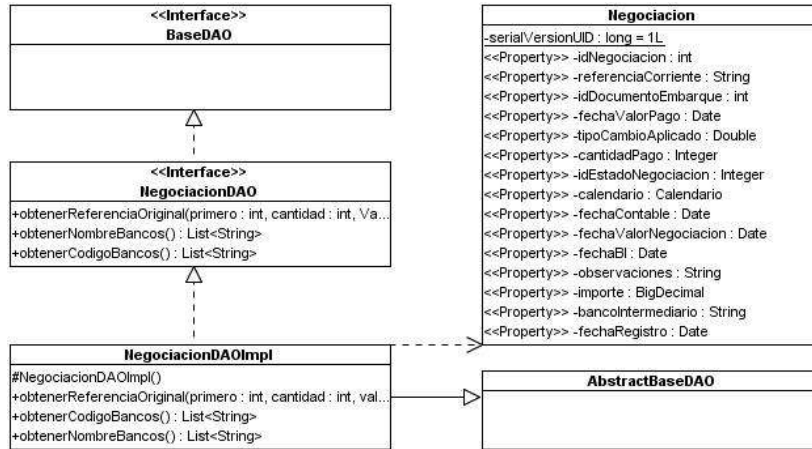 <<Interface>>
BaseDAO
<<Interface>>
NegociacionDAO
+obtenerReferenciaOriginal(primero : int, cantidad : int, Va...
+obtenerNombreBancos() : List<String>
+obtenerCodigoBancos() : List<String>
NegociacionDAOImpl
#NegociacionDAOImpl()
+obtenerReferenciaOriginal(primero : int, cantidad : int, val...
+obtenerCodigoBancos() : List<String>
+obtenerNombreBancos() : List<String>
Negociacion
-serialVersionUID : long = 1L
<<Property>> -idNegociacion : int
<<Property>> -referenciaCorriente : String
<<Property>> -idDocumentoEmbarque : int
<<Property>> -fechaValorPago : Date
<<Property>> -tipoCambioAplicado : Double
<<Property>> -cantidadPago : Integer
<<Property>> -idEstadoNegociacion : Integer
<<Property>> -calendario : Calendario
<<Property>> -fechaContable : Date
<<Property>> -fechaValorNegociacion : Date
<<Property>> -fechaBl : Date
<<Property>> -observaciones : String
<<Property>> -importe : BigDecimal
<<Property>> -bancoIntermediario : String
<<Property>> -fechaRegistro : Date
AbstractBaseDAO